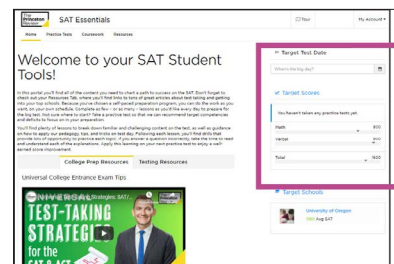 The
Princeton
Review
SAT Essentials
Tour
My Account
Home Practice Tests Coursework Resources
Welcome to your SAT Student
Tools!
In this portal you'll find all of the content you need to start a path to success on the SAT. Don't forget to
check out your Resources Tab, where you'll find links to tons of great articles about taking and getting
into your top schools. Because you've chosen a self-paced preparation program, you can do the work as you
want, on your own schedule. Complete as few - or as many - lessons as you'd like every day to prepare for
the big test. Not sure where to start? Take a practice test so that we can recommend target competencies
and deficits to focus on in your preparation.
You'll find plenty of lessons to break down familiar and challenging content on the test, as well as guidance
on how to apply our pedagogy, tips, and tricks on test day. Following each lesson, you'll find drills that
provide lots of opportunity to practice each topic. If you answer a question incorrectly, take the time to read
and understand each of the explanations. Apply this learning on your next practice test to enjoy a well-
earned score improvement.
College Prep Resources Testing Resources
Universal College Entrance Exam Tips
TEST-TAKING
STRATEGIES
for the
Target Test Date
When is the big day?
Target Scores
You haven't taken any practice tests yet
Math 800
Verbal 800
Total 1600
Target Schools
University of Oregon
Avg SAT